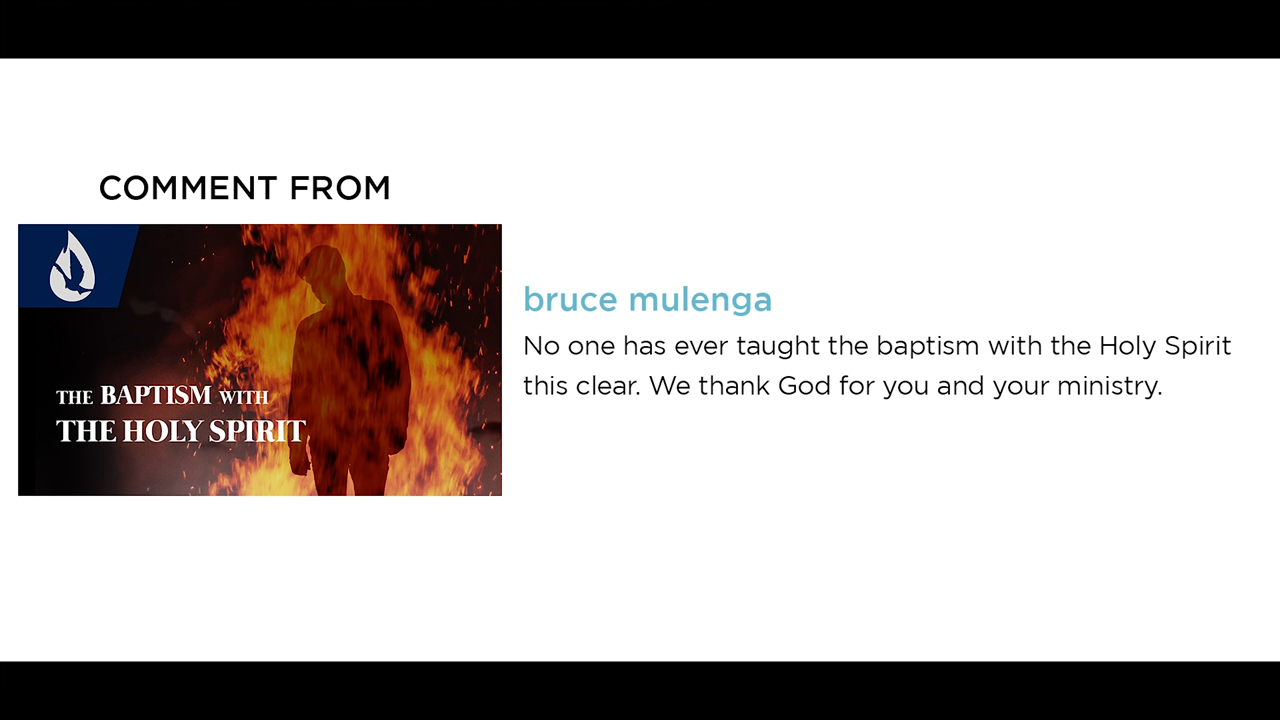 COMMENT FROM
THE BAPTISM WITH
THE HOLY SPIRIT
bruce mulenga
No one has ever taught the baptism with the Holy Spirit
this clear. We thank God for you and your ministry.